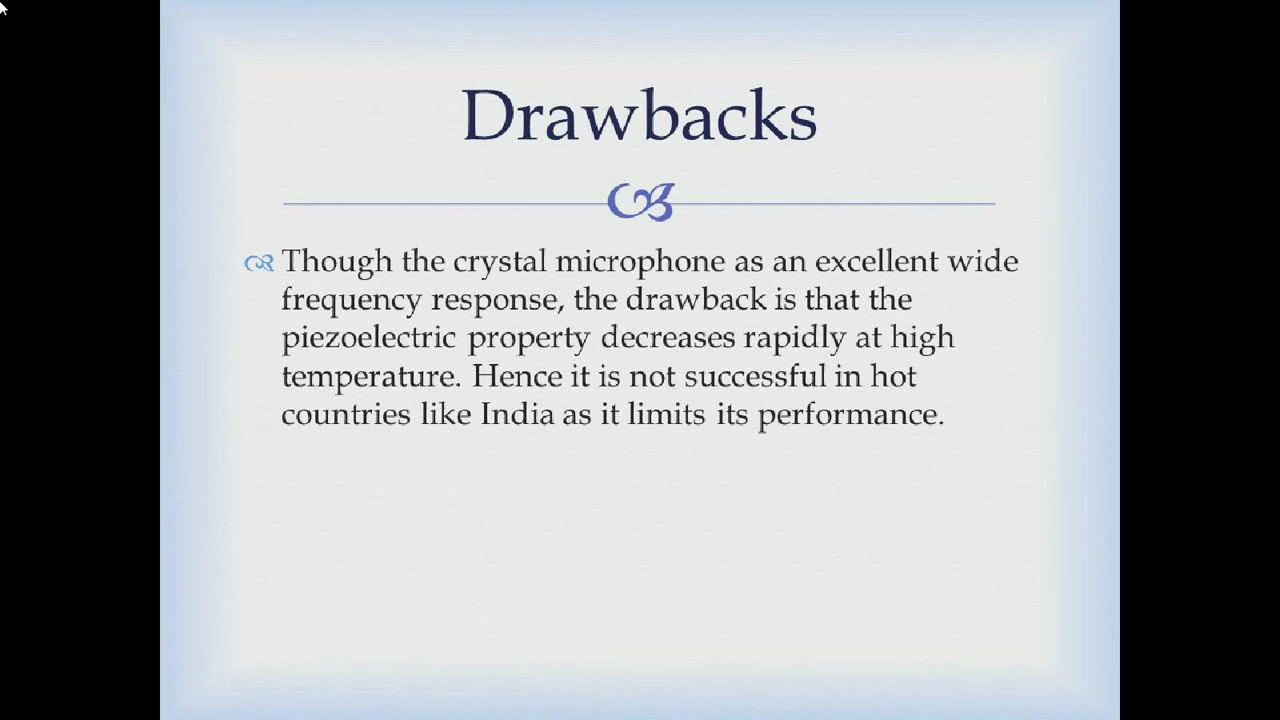 Drawbacks
Though the crystal microphone as an excellent wide
frequency response, the drawback is that the
piezoelectric property decreases rapidly at high
temperature. Hence it is not successful in hot
countries like India as it limits its performance.